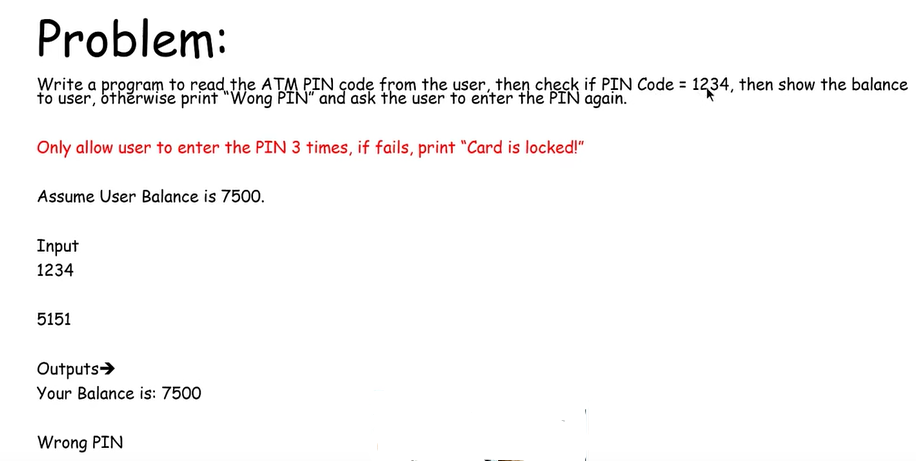 Problem:
Write a program to read the ATM PIN code from the user, then check if PIN Code = 1234, then show the balance
to user, otherwise print “Wong PIN” and ask the user to enter the PIN again.
Only allow user to enter the PIN 3 times, if fails, print “Card is locked!”
Assume User Balance is 7500.
Input
1234
5151
Outputs➔
Your Balance is: 7500
Wrong PIN